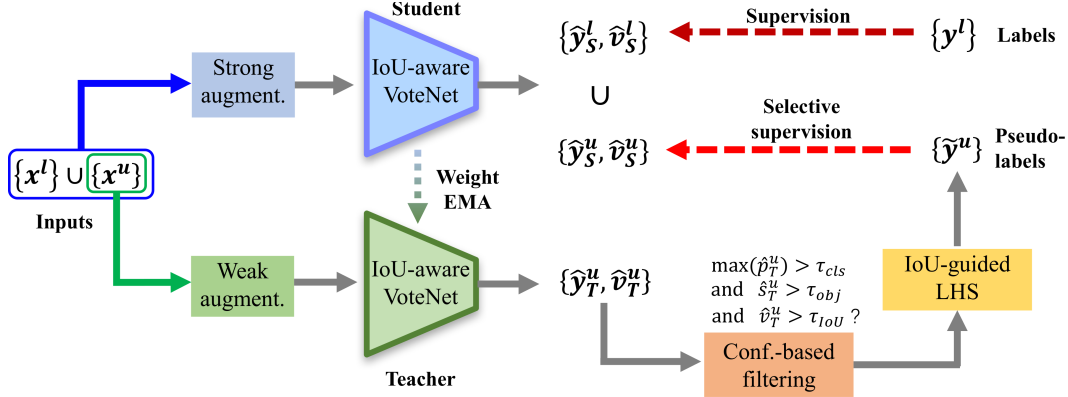 Student
{ŷ_S^l, v̂_S^l}
Supervision
{y^l} Labels
Strong
augment.
IoU-aware
VoteNet
∪
{ŷ_S^u, v̂_S^u}
Selective
supervision
{ỹ^u} Pseudo-
labels
{x^l} ∪ {x^u}
Inputs
Weight
EMA
Weak
augment.
IoU-aware
VoteNet
Teacher
{ŷ_T^u, v̂_T^u}
max(p̂_T^u) > τ_cls
and ŝ_T^u > τ_obj
and v̂_T^u > τ_IoU ?
Conf.-based
filtering
IoU-guided
LHS